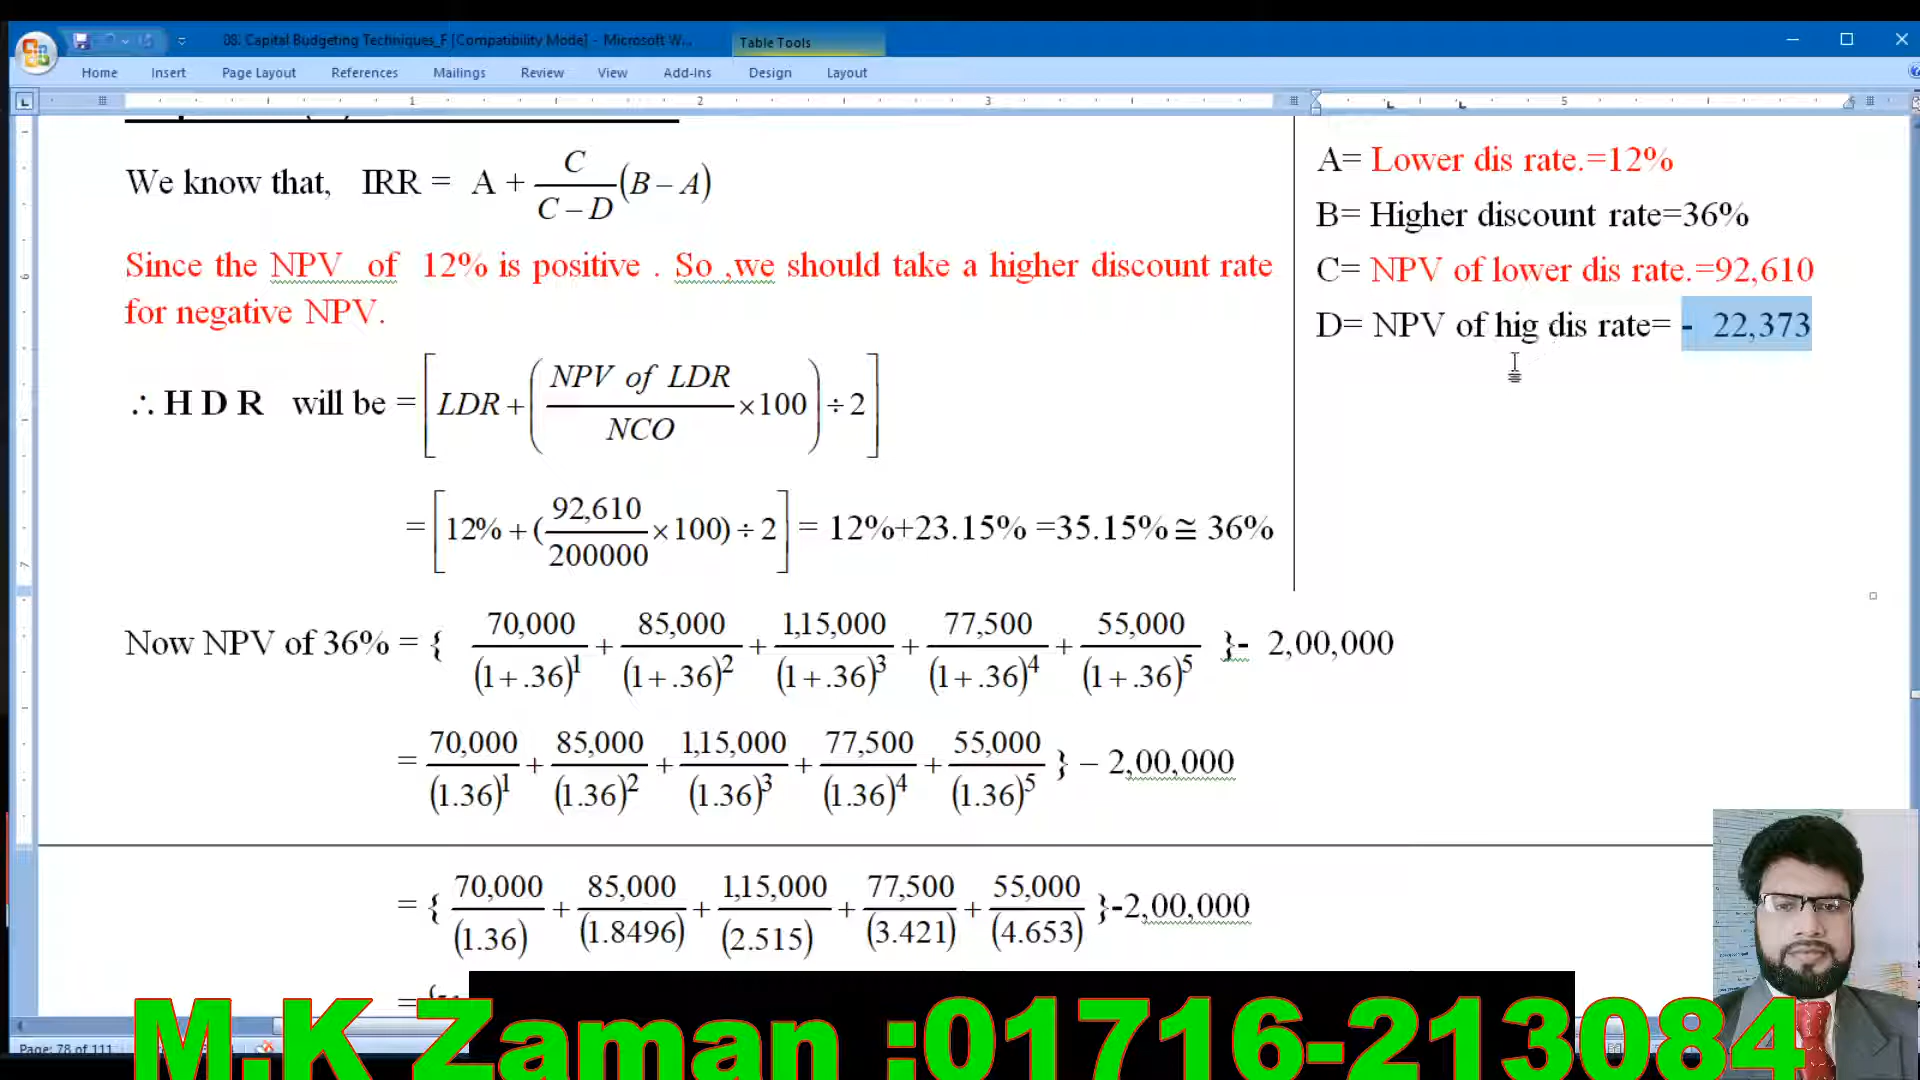 08. Capital Budgeting Techniques_F [Compatibility Mode] - Microsoft W...
Table Tools
Home Insert Page Layout References Mailings Review View Add-Ins Design Layout
1 2 3 5
We know that, IRR = A + C/(C – D) (B – A)
Since the NPV of 12% is positive . So ,we should take a higher discount rate
for negative NPV.
∴ H D R will be = [LDR + (NPV of LDR/NCO ×100) ÷ 2]
= [12% + (92,610/200000 ×100) ÷ 2] = 12%+23.15% =35.15% ≅ 36%
A= Lower dis rate.=12%
B= Higher discount rate=36%
C= NPV of lower dis rate.=92,610
D= NPV of hig dis rate= - 22,373
Now NPV of 36% = { 70,000/(1+.36)^1 + 85,000/(1+.36)^2 + 1,15,000/(1+.36)^3 + 77,500/(1+.36)^4 + 55,000/(1+.36)^5 }- 2,00,000
= 70,000/(1.36)^1 + 85,000/(1.36)^2 + 1,15,000/(1.36)^3 + 77,500/(1.36)^4 + 55,000/(1.36)^5 } – 2,00,000
= { 70,000/(1.36) + 85,000/(1.8496) + 1,15,000/(2.515) + 77,500/(3.421) + 55,000/(4.653) }-2,00,000
= {
M.K Zaman :01716-213084
Page: 78 of 111